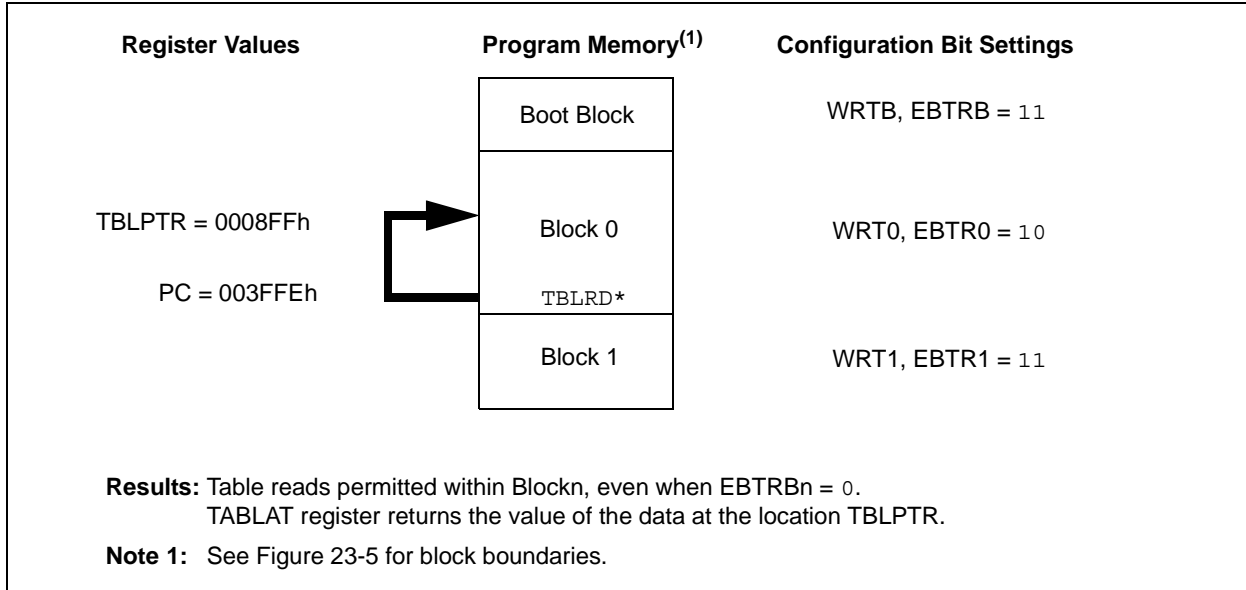 Register Values Program Memory(1) Configuration Bit Settings
Boot Block WRTB, EBTRB = 11
TBLPTR = 0008FFh Block 0 WRT0, EBTR0 = 10
PC = 003FFEh TBLRD*
Block 1 WRT1, EBTR1 = 11
Results: Table reads permitted within Blockn, even when EBTRBn = 0.
TABLAT register returns the value of the data at the location TBLPTR.
Note 1: See Figure 23-5 for block boundaries.